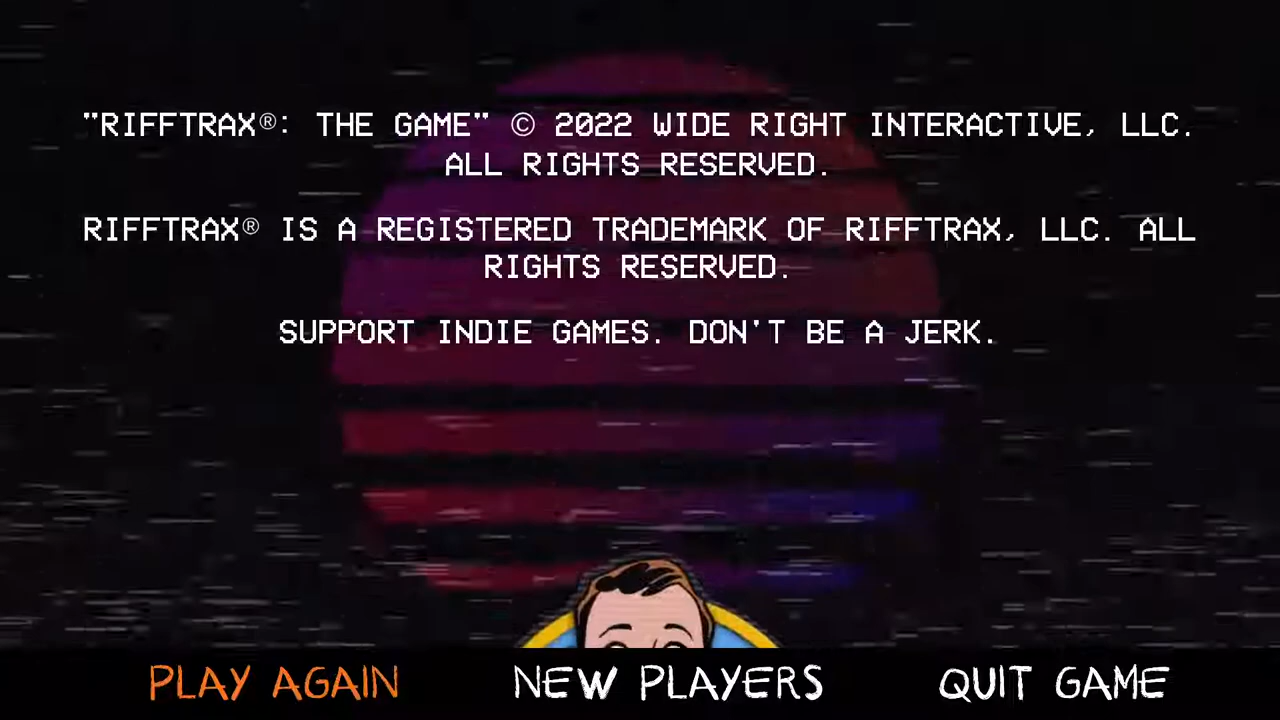 "RIFFTRAX®: THE GAME" © 2022 WIDE RIGHT INTERACTIVE, LLC.
ALL RIGHTS RESERVED.
RIFFTRAX® IS A REGISTERED TRADEMARK OF RIFFTRAX, LLC. ALL
RIGHTS RESERVED.
SUPPORT INDIE GAMES. DON'T BE A JERK.
PLAY AGAIN NEW PLAYERS QUIT GAME